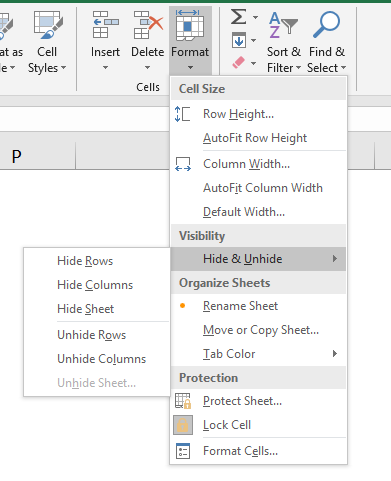 Insert Delete Format
at as Cell
le Styles
Sort & Find &
Filter Select
Cells
P
Cell Size
Row Height...
AutoFit Row Height
Column Width...
AutoFit Column Width
Default Width...
Visibility
Hide & Unhide
Hide Rows
Hide Columns
Hide Sheet
Unhide Rows
Unhide Columns
Unhide Sheet...
Organize Sheets
Rename Sheet
Move or Copy Sheet...
Tab Color
Protection
Protect Sheet...
Lock Cell
Format Cells...